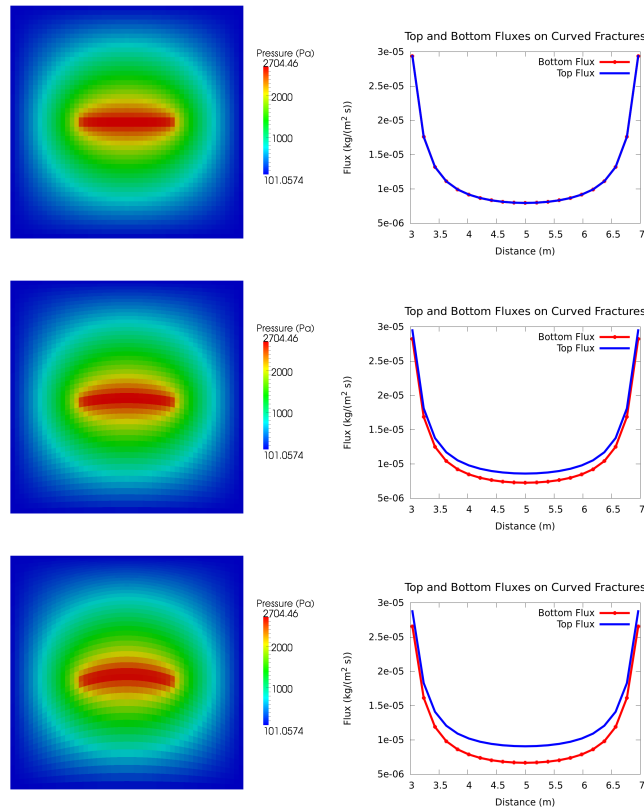 Pressure (Pa)
2704.46
2000
1000
101.0574
Top and Bottom Fluxes on Curved Fractures
Bottom Flux
Top Flux
Flux (kg/(m² s))
3e-05
2.5e-05
2e-05
1.5e-05
1e-05
5e-06
3 3.5 4 4.5 5 5.5 6 6.5 7
Distance (m)
Pressure (Pa)
2704.46
2000
1000
101.0574
Top and Bottom Fluxes on Curved Fractures
Bottom Flux
Top Flux
Flux (kg/(m² s))
3e-05
2.5e-05
2e-05
1.5e-05
1e-05
5e-06
3 3.5 4 4.5 5 5.5 6 6.5 7
Distance (m)
Pressure (Pa)
2704.46
2000
1000
101.0574
Top and Bottom Fluxes on Curved Fractures
Bottom Flux
Top Flux
Flux (kg/(m² s))
3e-05
2.5e-05
2e-05
1.5e-05
1e-05
5e-06
3 3.5 4 4.5 5 5.5 6 6.5 7
Distance (m)